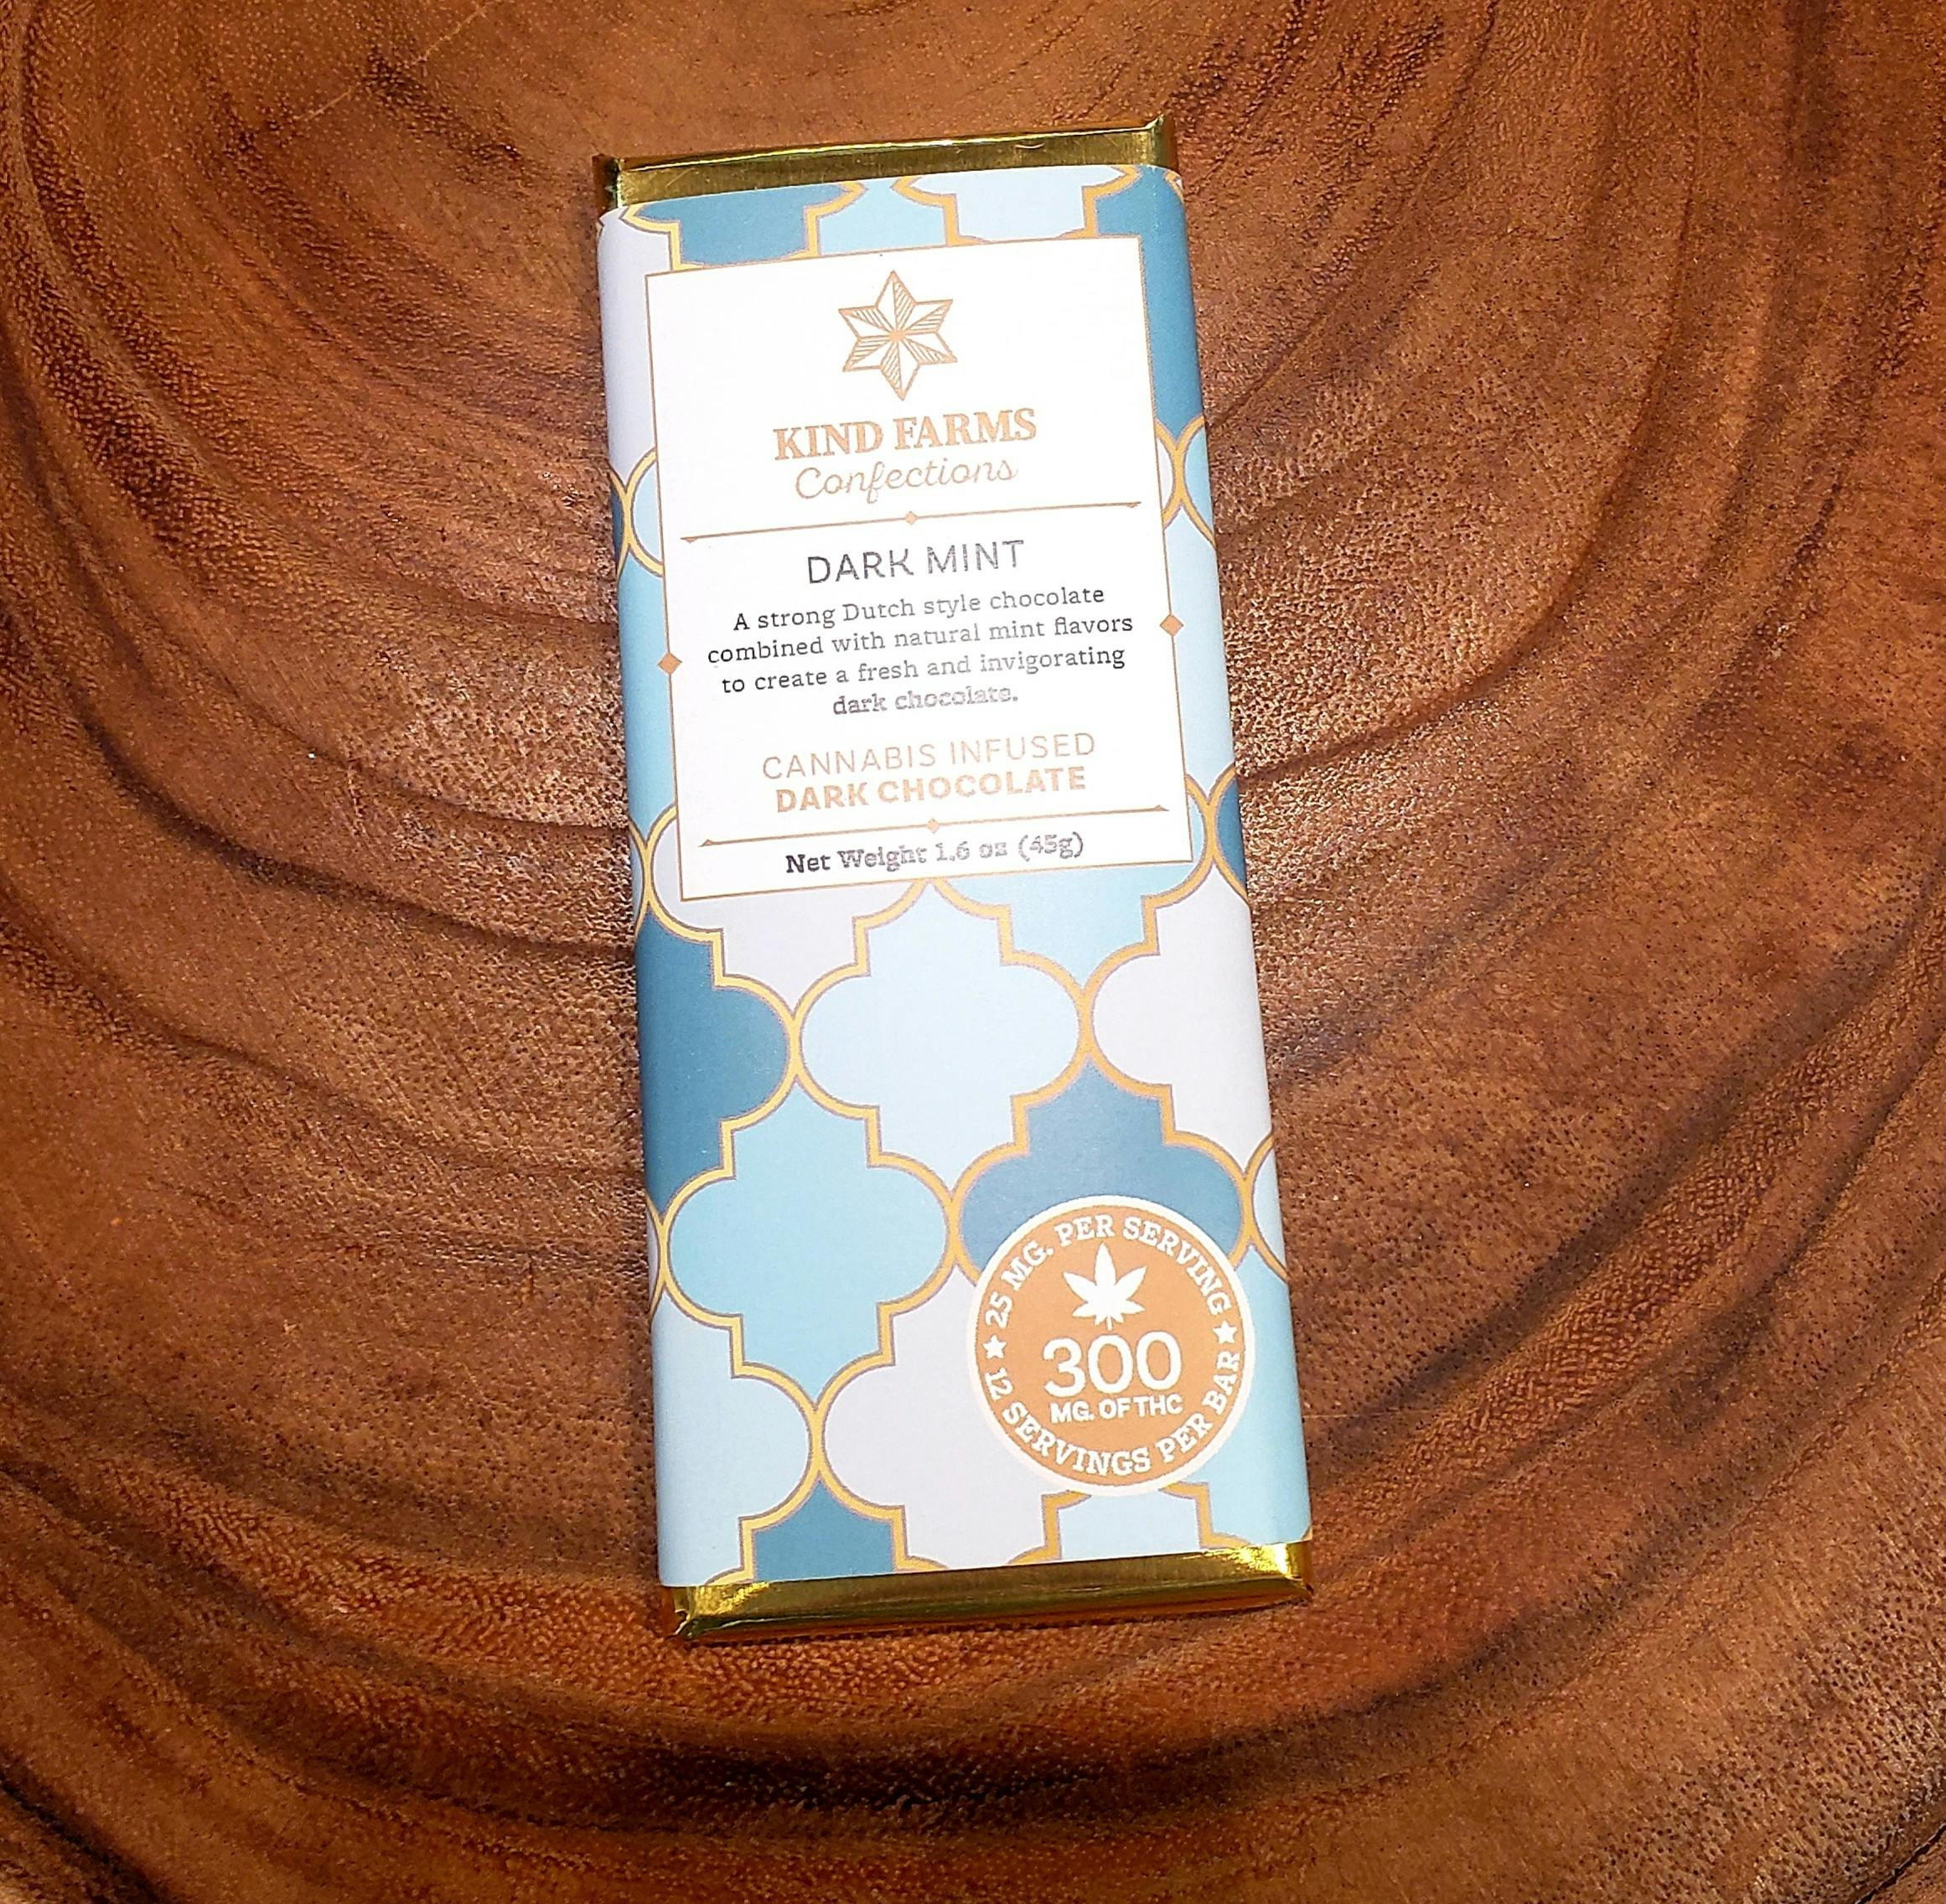 KIND FARMS
Confections
DARK MINT
A strong Dutch style chocolate
combined with natural mint flavors
to create a fresh and invigorating
dark chocolate.
CANNABIS INFUSED
DARK CHOCOLATE
Net Weight 1.6 oz (45g)
25 MG. PER SERVING
300
MG. OF THC
12 SERVINGS PER BAR